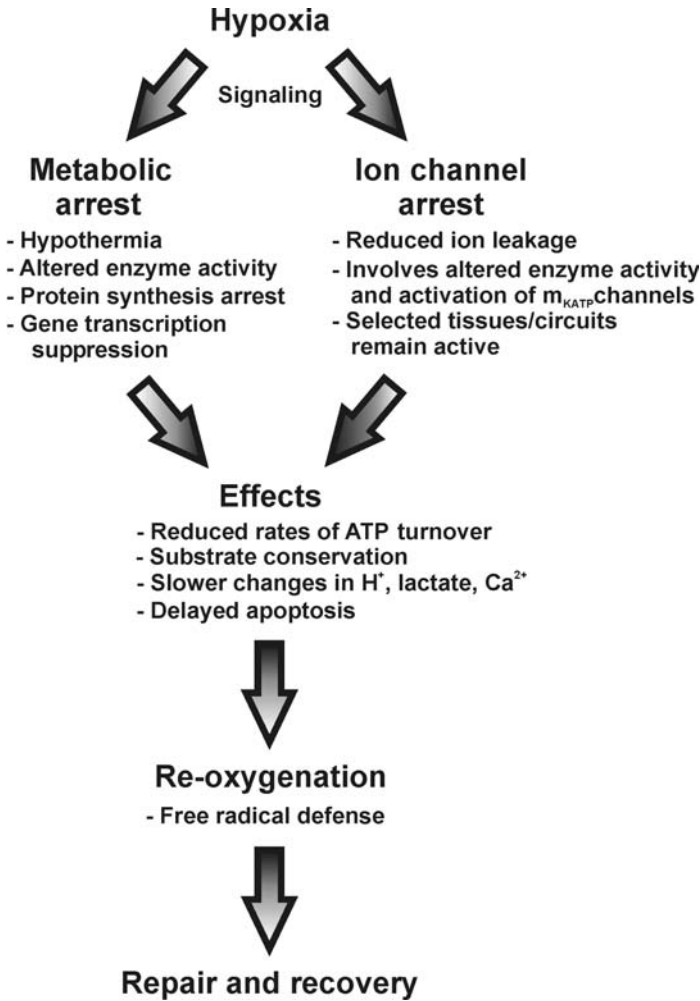 Hypoxia
Signaling
Metabolic
arrest
- Hypothermia
- Altered enzyme activity
- Protein synthesis arrest
- Gene transcription
suppression
Ion channel
arrest
- Reduced ion leakage
- Involves altered enzyme activity
and activation of mKATP channels
- Selected tissues/circuits
remain active
Effects
- Reduced rates of ATP turnover
- Substrate conservation
- Slower changes in H⁺, lactate, Ca²⁺
- Delayed apoptosis
Re-oxygenation
- Free radical defense
Repair and recovery